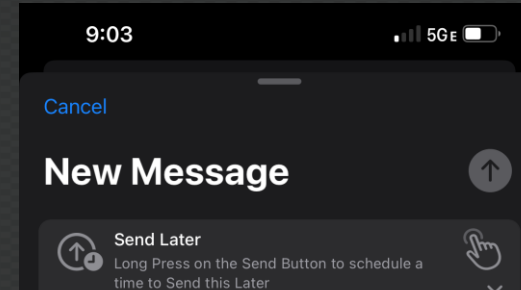 9:03 5GE
Cancel
New Message
Send Later
Long Press on the Send Button to schedule a
time to Send this Later